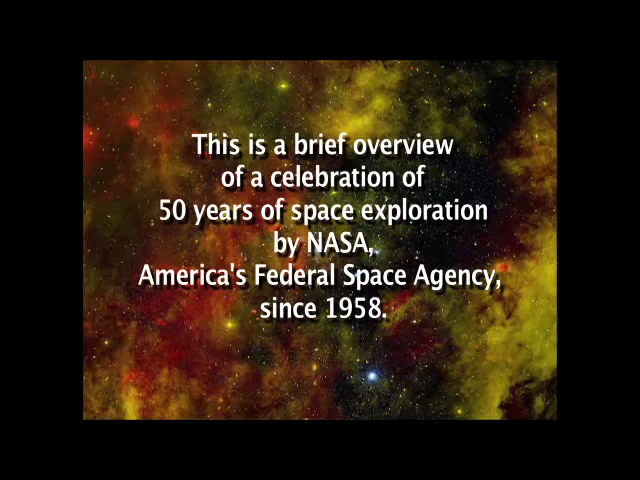 This is a brief overview
of a celebration of
50 years of space exploration
by NASA,
America's Federal Space Agency,
since 1958.